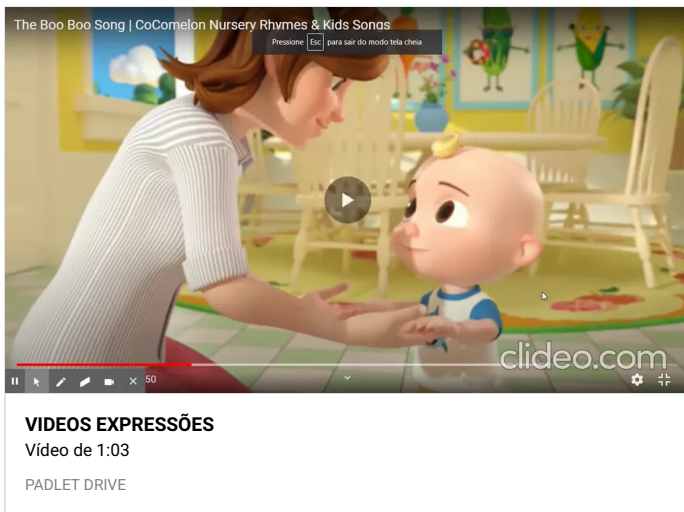 The Boo Boo Song | CoComelon Nursery Rhymes & Kids Songs
Pressione Esc para sair do modo tela cheia
clideo.com
50
VIDEOS EXPRESSÕES
Vídeo de 1:03
PADLET DRIVE